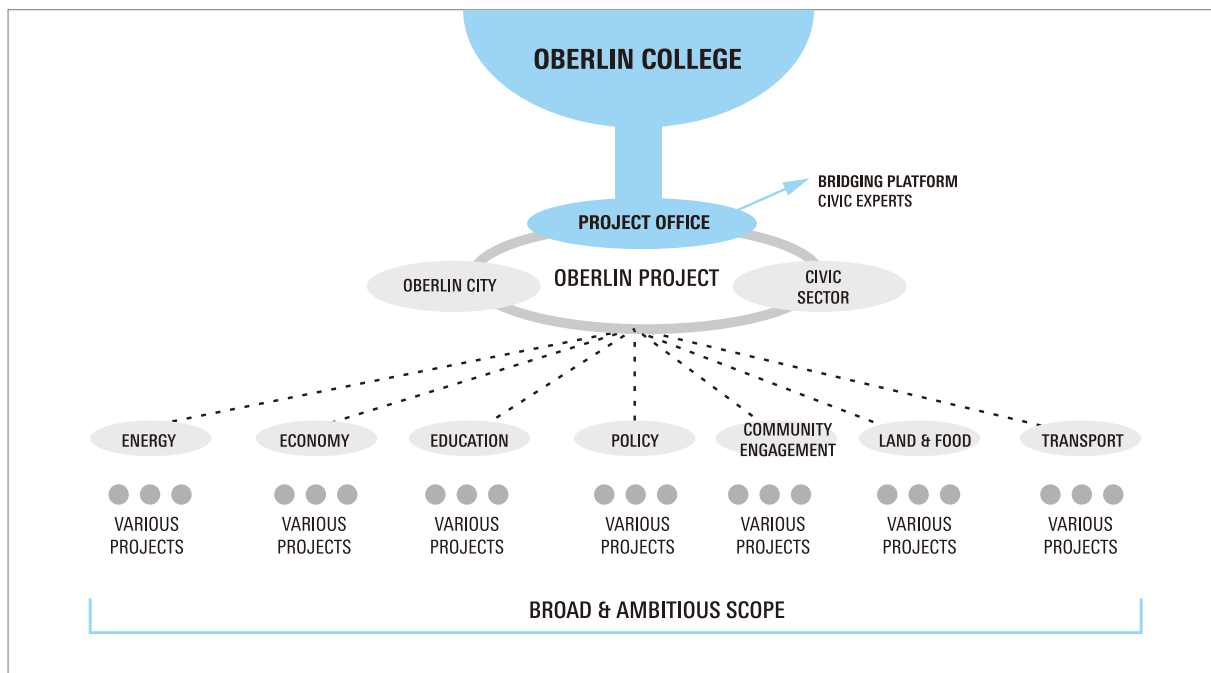 OBERLIN COLLEGE
BRIDGING PLATFORM
CIVIC EXPERTS
PROJECT OFFICE
OBERLIN CITY
OBERLIN PROJECT
CIVIC
SECTOR
ENERGY
ECONOMY
EDUCATION
POLICY
COMMUNITY
ENGAGEMENT
LAND & FOOD
TRANSPORT
VARIOUS
PROJECTS
VARIOUS
PROJECTS
VARIOUS
PROJECTS
VARIOUS
PROJECTS
VARIOUS
PROJECTS
VARIOUS
PROJECTS
VARIOUS
PROJECTS
BROAD & AMBITIOUS SCOPE